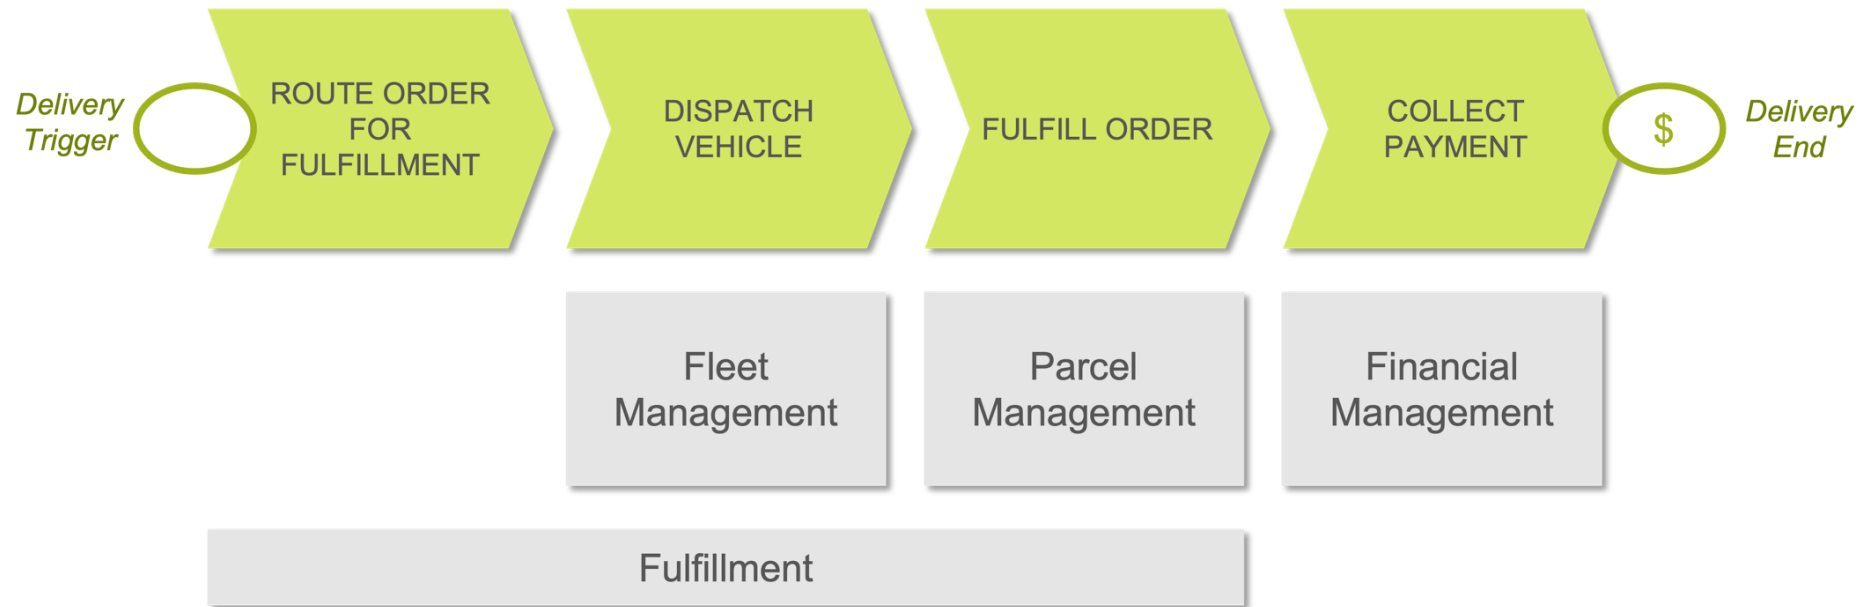 Delivery
Trigger
ROUTE ORDER
FOR
FULFILLMENT
DISPATCH
VEHICLE
FULFILL ORDER
COLLECT
PAYMENT
$
Delivery
End
Fleet
Management
Parcel
Management
Financial
Management
Fulfillment